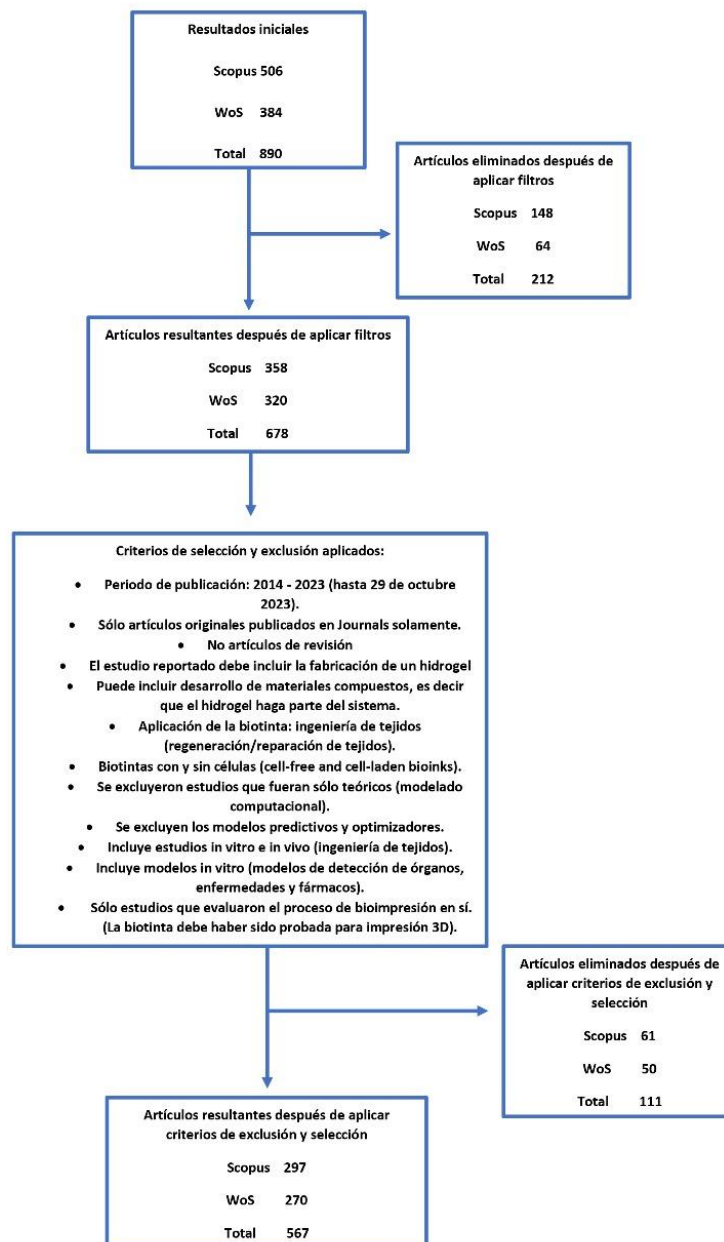 Resultados iniciales
Scopus 506
WoS 384
Total 890
Artículos eliminados después de
aplicar filtros
Scopus 148
WoS 64
Total 212
Artículos resultantes después de aplicar filtros
Scopus 358
WoS 320
Total 678
Criterios de selección y exclusión aplicados:
• Periodo de publicación: 2014 - 2023 (hasta 29 de octubre
2023).
• Sólo artículos originales publicados en Journals solamente.
• No artículos de revisión
• El estudio reportado debe incluir la fabricación de un hidrogel
• Puede incluir desarrollo de materiales compuestos, es decir
que el hidrogel haga parte del sistema.
• Aplicación de la biotinta: ingeniería de tejidos
(regeneración/reparación de tejidos).
• Biotintas con y sin células (cell-free and cell-laden bioinks).
• Se excluyeron estudios que fueran sólo teóricos (modelado
computacional).
• Se excluyen los modelos predictivos y optimizadores.
• Incluye estudios in vitro e in vivo (ingeniería de tejidos).
• Incluye modelos in vitro (modelos de detección de órganos,
enfermedades y fármacos).
• Sólo estudios que evaluaron el proceso de bioimpresión en sí.
(La biotinta debe haber sido probada para impresión 3D).
Artículos eliminados después de
aplicar criterios de exclusión y
selección
Scopus 61
WoS 50
Total 111
Artículos resultantes después de aplicar
criterios de exclusión y selección
Scopus 297
WoS 270
Total 567